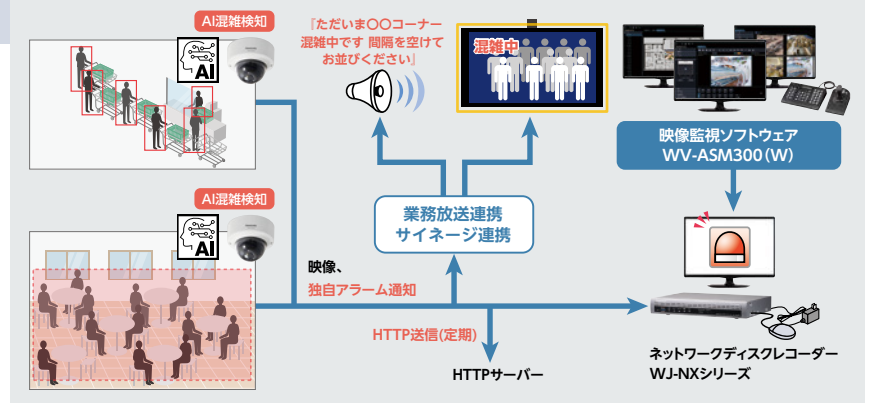 AI混雑検知
AI
『ただいま〇〇コーナー
混雑中です 間隔を空けて
お並びください』
混雑中
映像監視ソフトウェア
WV-ASM300(W)
AI混雑検知
AI
業務放送連携
サイネージ連携
映像、
独自アラーム通知
HTTP送信(定期)
HTTPサーバー
ネットワークディスクレコーダー
WJ-NXシリーズ